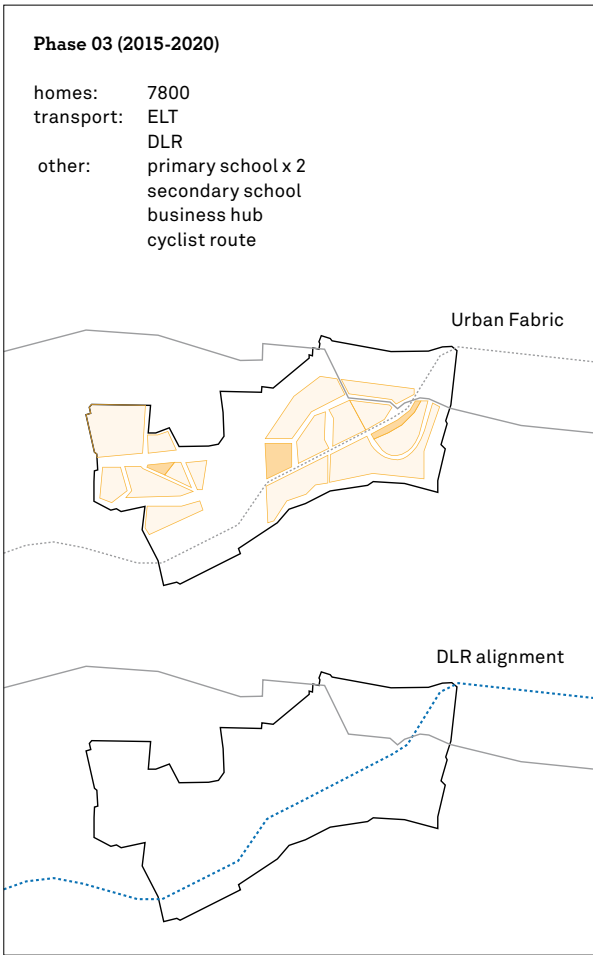 Phase 03 (2015-2020)
homes: 7800
transport: ELT
DLR
other: primary school x 2
secondary school
business hub
cyclist route
Urban Fabric
DLR alignment